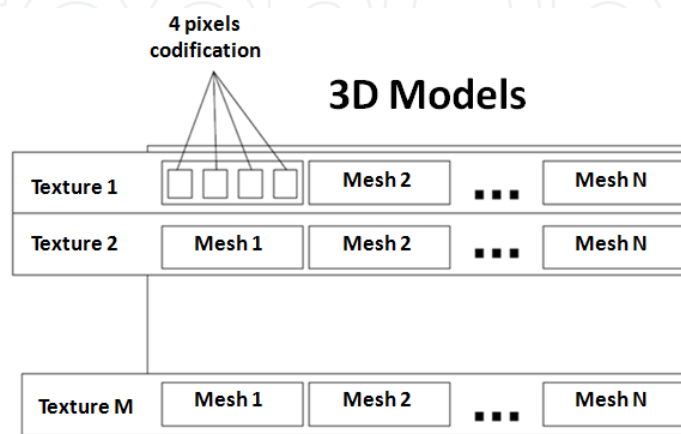 4 pixels
codification
3D Models
Texture 1
Mesh 2
...
Mesh N
Texture 2
Mesh 1
Mesh 2
...
Mesh N
Texture M
Mesh 1
Mesh 2
...
Mesh N